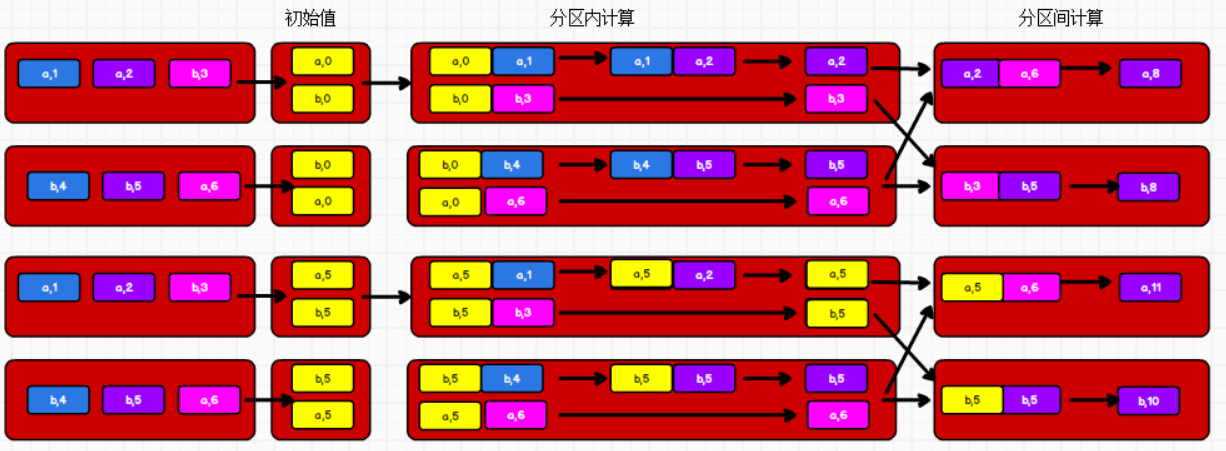 初始值 分区内计算 分区间计算
a,0 a,0 a,1 a,1 a,2 a,2
a,1 a,2 b,3 a,2 a,6 a,8
b,0 b,0 b,3 b,3
b,0 b,0 b,4 b,4 b,5 b,5
b,4 b,5 a,6 b,3 b,5 b,8
a,0 a,0 a,6 a,6
a,5 a,5 a,1 a,5 a,2 a,5
a,1 a,2 b,3 a,5 a,6 a,11
b,5 b,5 b,3 b,5
b,5 b,5 b,4 b,5 b,5 b,5
b,4 b,5 a,6 b,5 b,5 b,10
a,5 a,5 a,6 a,6